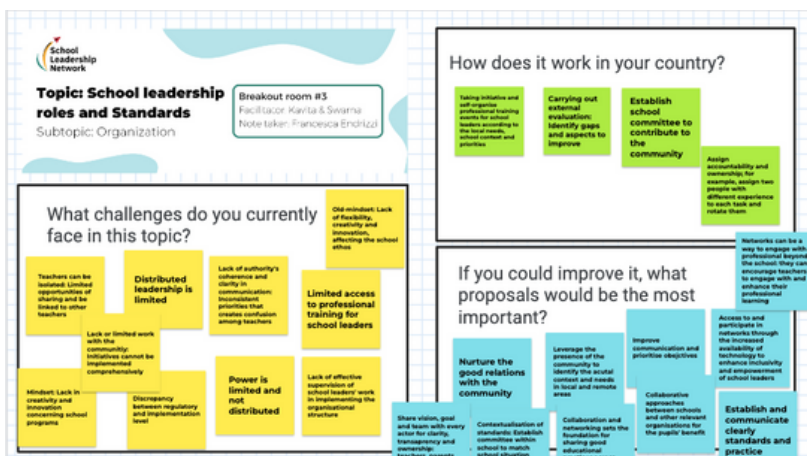 School
Leadership
Network
Topic: School leadership
roles and Standards
Subtopic: Organization
Breakout room #3
Facilitator: Kavita & Swarna
Note taker: Francesca Endrizzi
What challenges do you currently
face in this topic?
Old-mindset: Lack
of flexibility,
creativity and
innovation,
affecting the school
ethos
Teachers can be
isolated: Limited
opportunities of
sharing and be
linked to other
teachers
Distributed
leadership is
limited
Lack of authority's
coherence and
clarity in
communication:
Inconsistent
priorities that
creates confusion
among teachers
Limited access
to professional
training for
school leaders
Lack or limited work
with the
community:
Initiatives cannot be
implemented
comprehensively
Mindset: Lack in
creativity and
innovation
concerning school
programs
Discrepancy
between regulatory
and implementation
level
Power is
limited and
not
distributed
Lack of effective
supervision of
school leaders' work
in implementing the
organisational
structure
How does it work in your country?
Taking initiative and
self-organise
professional training
events for school
leaders according to
the local needs,
school context and
priorities
Carrying out
external
evaluation:
Identify gaps
and aspects to
improve
Establish
school
committee to
contribute to
the
community
Assign
accountability and
ownership; for
example, assign two
people with
different experience
to each task and
rotate them
If you could improve it, what
proposals would be the most
important?
Networks can be a
way to engage with
professional beyond
the school: they can
encourage teachers
to engage with and
enhance their
professional
learning
Nurture the
good relations
with the
community
Leverage the
presence of the
community to
identify the acutal
context and needs
in local and remote
areas
Improve
communication and
prioritise obejctives
Access to and
participate in
networks through
the increased
availability of
technology to
enhance inclusivity
and empowerment
of school leaders
Share vision, goal
and team with every
actor for clarity,
transparency and
ownership:
teachers, parents
Contextualisation of
standards: Establish
committee within
school to match
school situation
Collaboration and
networking sets the
foundation for
sharing good
educational
Collaborative
approaches
between schools
and other relevant
organisations for
the pupils' benefit
Establish and
communicate
clearly
standards and
practice